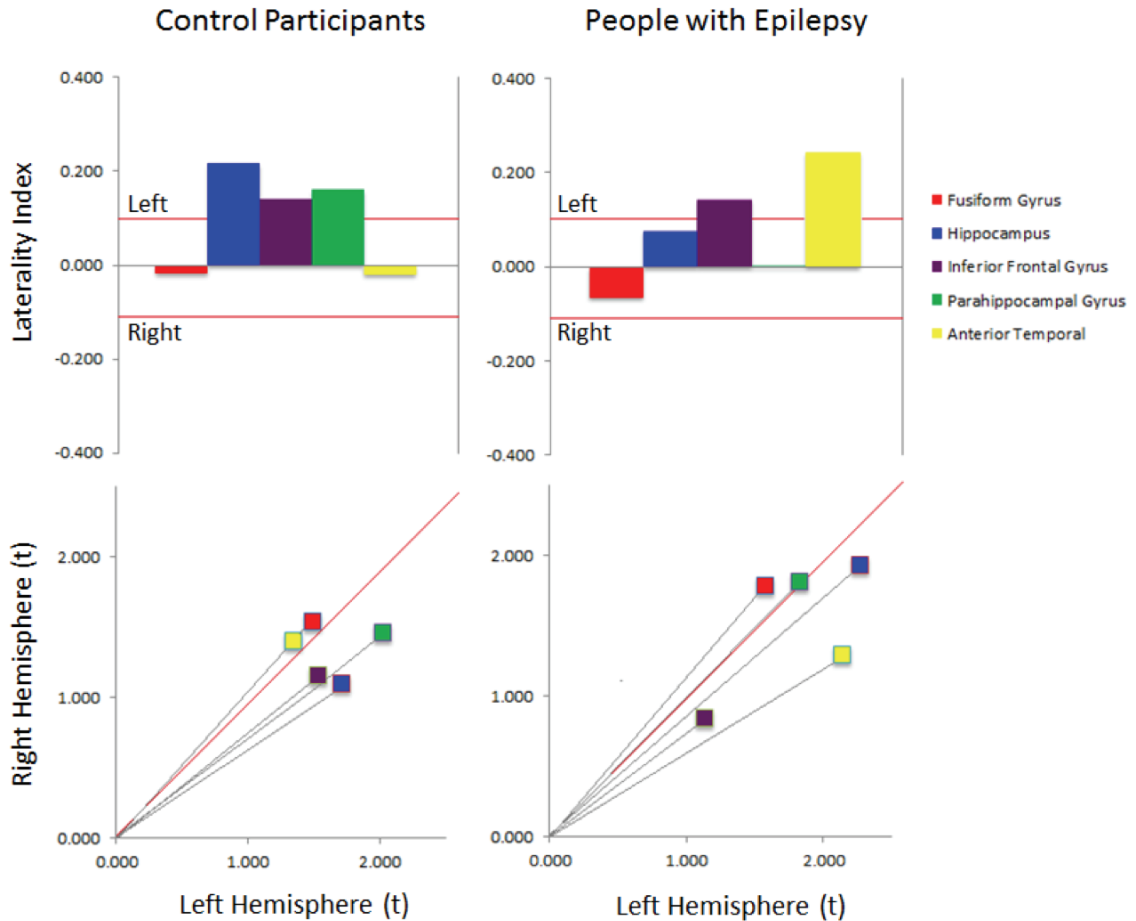 Control Participants
People with Epilepsy
Laterality Index
0.400
0.200
0.000
-0.200
-0.400
Left
Right
0.400
0.200
0.000
-0.200
-0.400
Left
Right
Fusiform Gyrus
Hippocampus
Inferior Frontal Gyrus
Parahippocampal Gyrus
Anterior Temporal
Right Hemisphere (t)
2.000
1.000
0.000
0.000 1.000 2.000
Left Hemisphere (t)
2.000
1.000
0.000
0.000 1.000 2.000
Left Hemisphere (t)